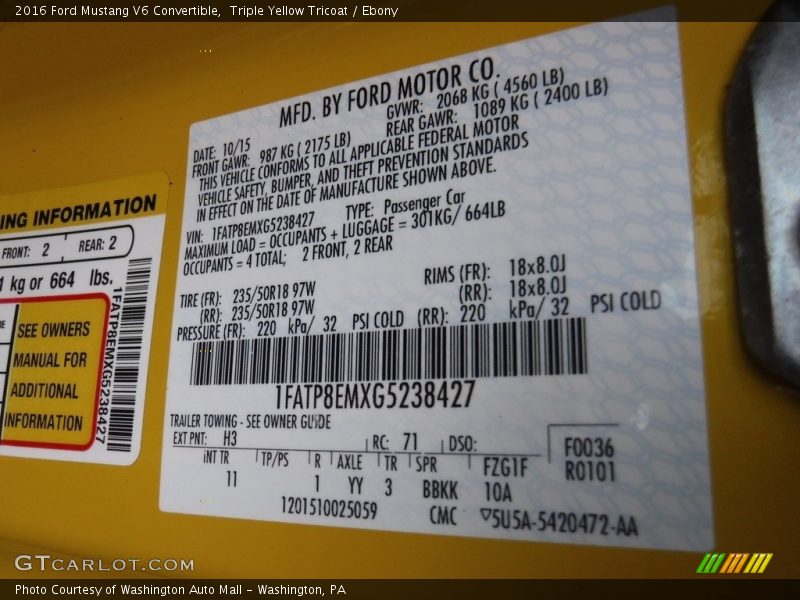 2016 Ford Mustang V6 Convertible,  Triple Yellow Tricoat / Ebony
MFD. BY FORD MOTOR CO.
DATE: 10/15 GVWR: 2068 KG ( 4560 LB)
FRONT GAWR: 987 KG ( 2175 LB) REAR GAWR: 1089 KG ( 2400 LB)
THIS VEHICLE CONFORMS TO ALL APPLICABLE FEDERAL MOTOR
VEHICLE SAFETY, BUMPER, AND THEFT PREVENTION STANDARDS
IN EFFECT ON THE DATE OF MANUFACTURE SHOWN ABOVE.
VIN: 1FATP8EMXG5238427 TYPE: Passenger Car
MAXIMUM LOAD = OCCUPANTS + LUGGAGE = 301KG/ 664LB
OCCUPANTS = 4 TOTAL; 2 FRONT, 2 REAR
TIRE (FR): 235/50R18 97W RIMS (FR): 18x8.0J
(RR): 235/50R18 97W (RR): 18x8.0J
PRESSURE (FR): 220 kPa/ 32 PSI COLD (RR): 220 kPa/ 32 PSI COLD
1FATP8EMXG5238427
TRAILER TOWING - SEE OWNER GUIDE
EXT PNT: H3 RC: 71 DSO: F0036
R0101
INT TR TP/PS R AXLE TR SPR FZG1F
11 1 YY 3 BBKK 10A
1201510025059 CMC 5U5A-5420472-AA
ING INFORMATION
FRONT: 2 REAR: 2
kg or 664 lbs.
SEE OWNERS
MANUAL FOR
ADDITIONAL
INFORMATION
1FATP8EMXG5238427
GTCARLOT.COM
Photo Courtesy of Washington Auto Mall - Washington, PA